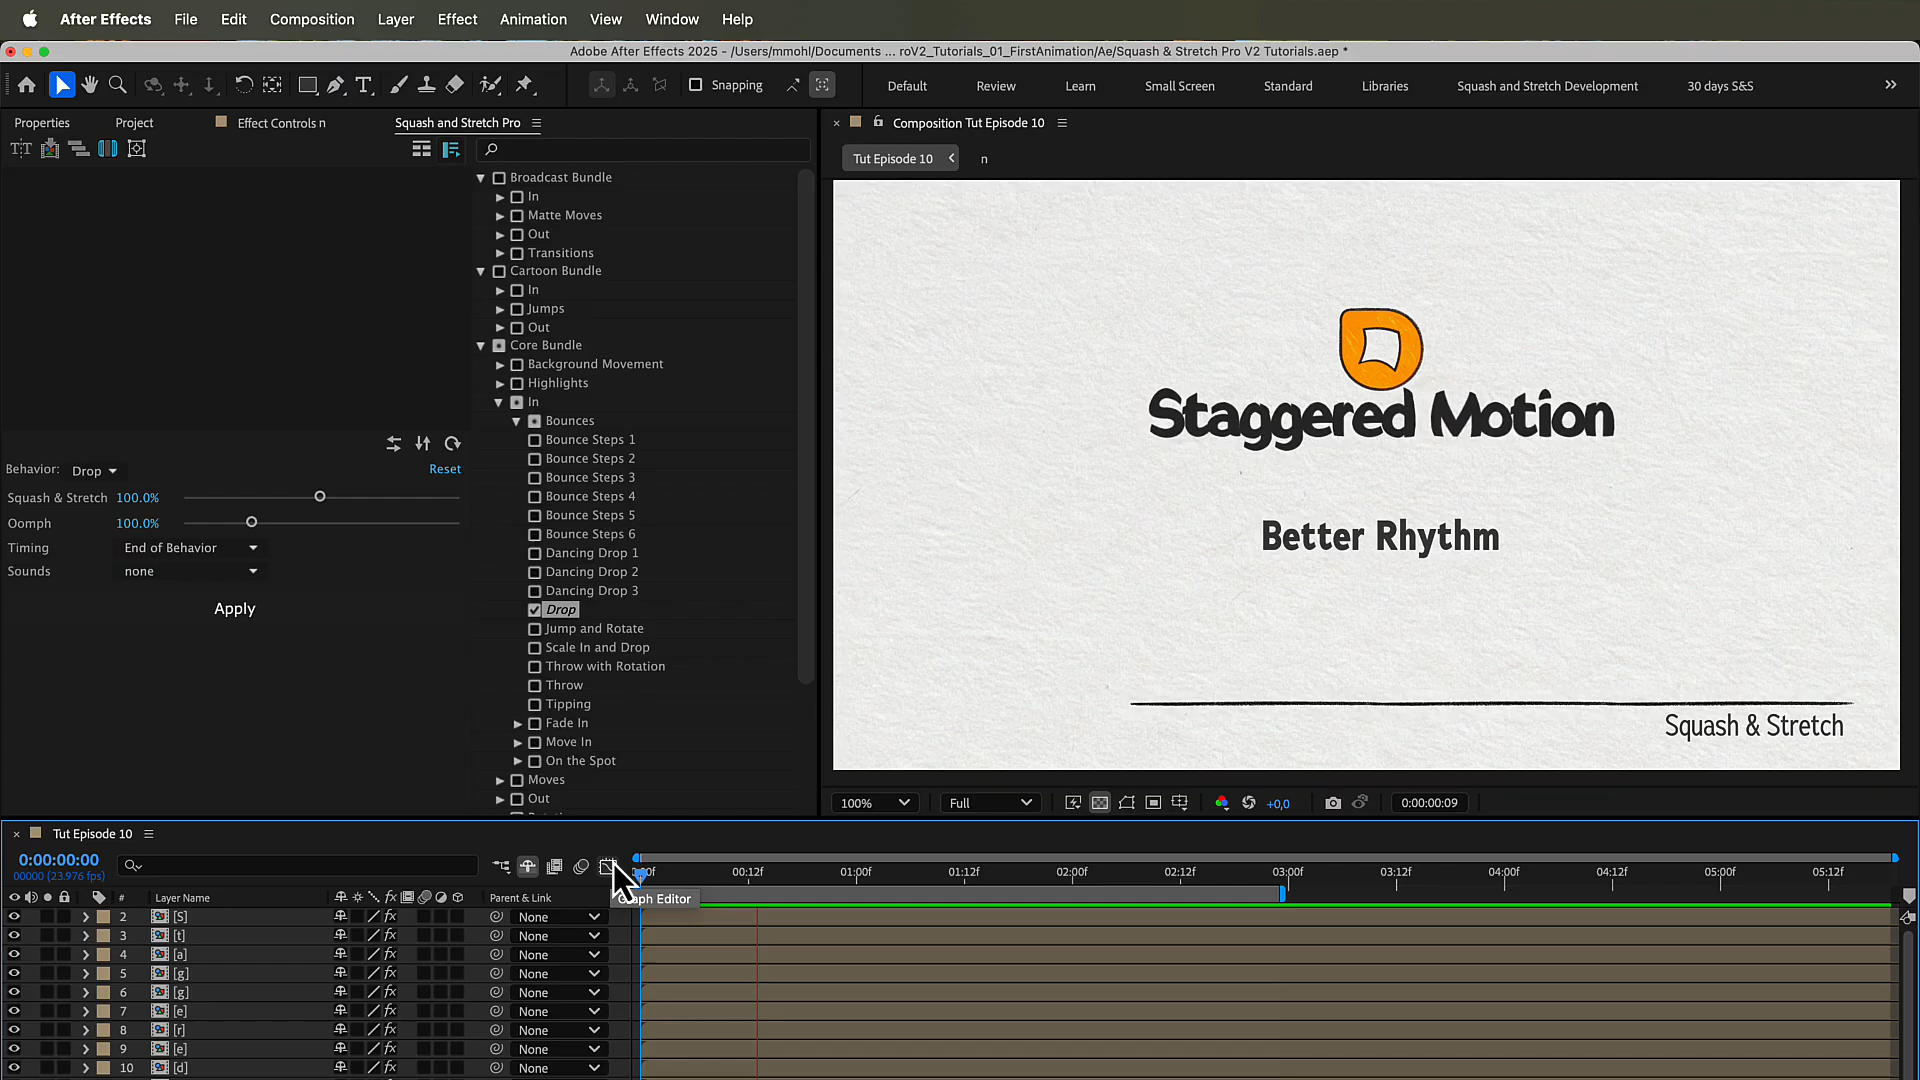 After Effects File Edit Composition Layer Effect Animation View Window Help
Adobe After Effects 2025 - /Users/mmohl/Documents ... roV2_Tutorials_01_FirstAnimation/Ae/Squash & Stretch Pro V2 Tutorials.aep *
Snapping Default Review Learn Small Screen Standard Libraries Squash and Stretch Development 30 days S&S
Properties Project Effect Controls n Squash and Stretch Pro
Composition Tut Episode 10
Tut Episode 10 n
Broadcast Bundle
In
Matte Moves
Out
Transitions
Cartoon Bundle
In
Jumps
Out
Core Bundle
Background Movement
Highlights
In
Bounces
Bounce Steps 1
Bounce Steps 2
Bounce Steps 3
Bounce Steps 4
Bounce Steps 5
Bounce Steps 6
Dancing Drop 1
Dancing Drop 2
Dancing Drop 3
Drop
Jump and Rotate
Scale In and Drop
Throw with Rotation
Throw
Tipping
Fade In
Move In
On the Spot
Moves
Out
Behavior: Drop Reset
Squash & Stretch 100.0%
Oomph 100.0%
Timing End of Behavior
Sounds none
Apply
Staggered Motion
Better Rhythm
Squash & Stretch
100% Full +0,0 0:00:00:09
Tut Episode 10
0:00:00:00
00000 (23.976 fps)
00:12f 01:00f 01:12f 02:00f 02:12f 03:00f 03:12f 04:00f 04:12f 05:00f 05:12f
# Layer Name Parent & Link
Editor
2 [S] None
3 [t] None
4 [a] None
5 [g] None
6 [g] None
7 [e] None
8 [r] None
9 [e] None
10 [d] None